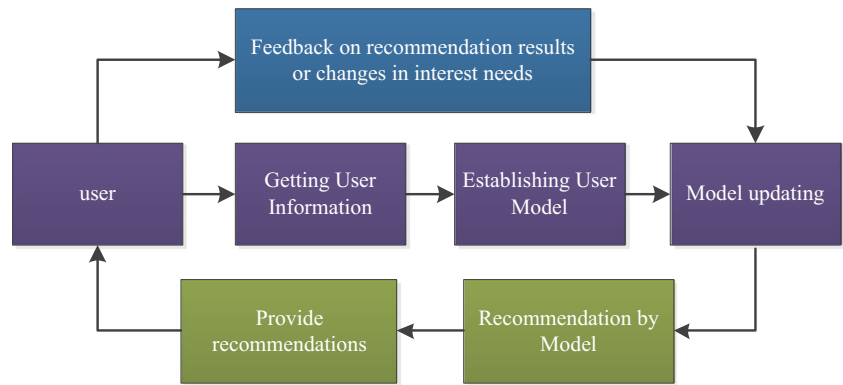 Feedback on recommendation results
or changes in interest needs
user
Getting User
Information
Establishing User
Model
Model updating
Provide
recommendations
Recommendation by
Model